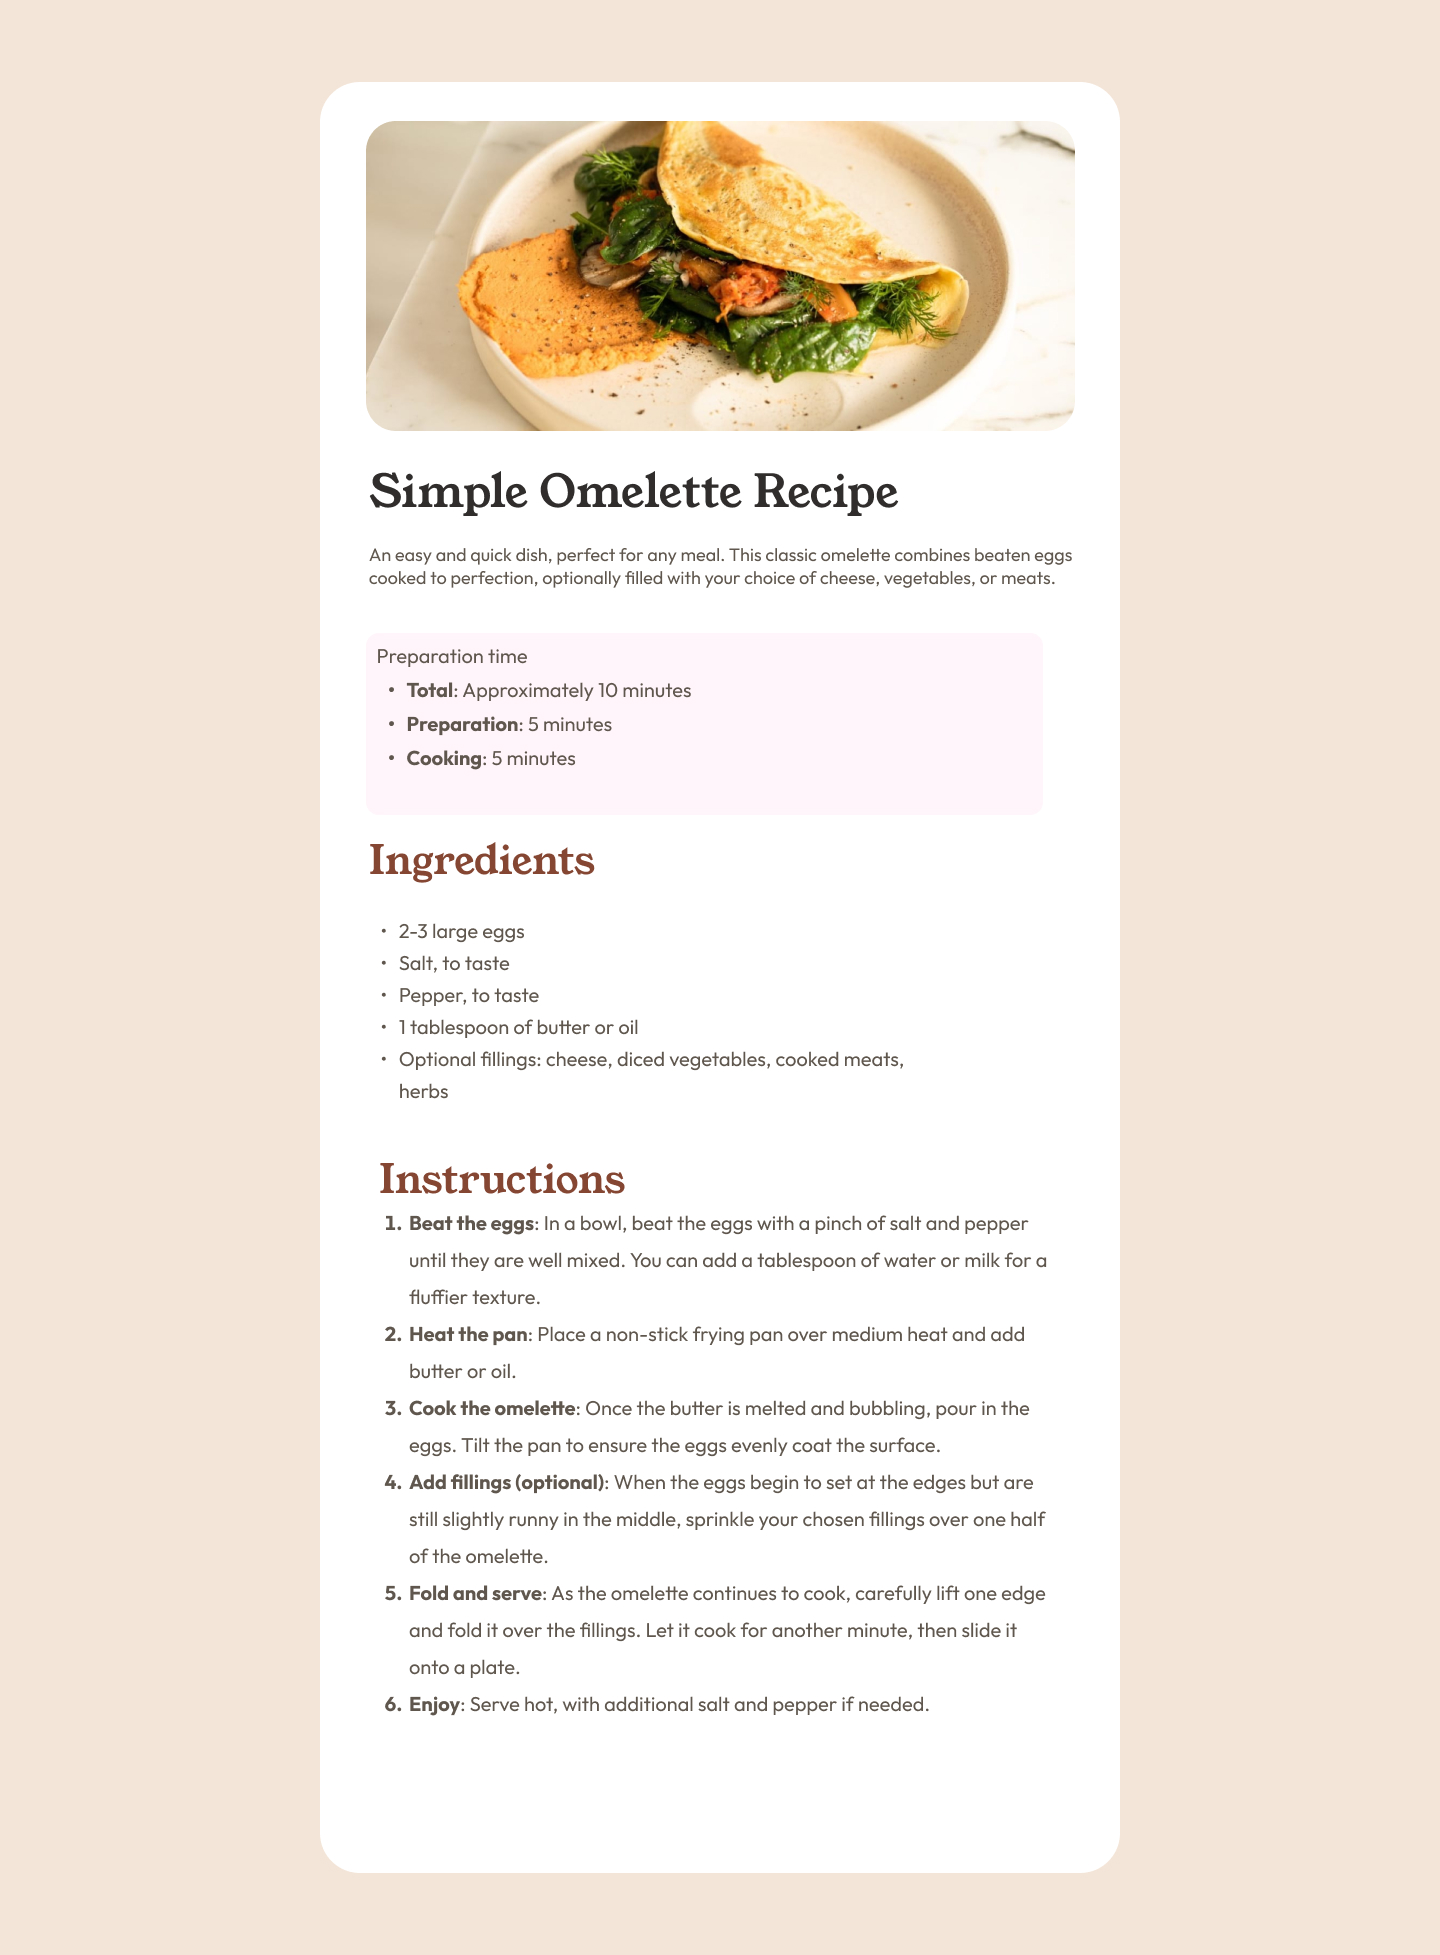 Simple Omelette Recipe
An easy and quick dish, perfect for any meal. This classic omelette combines beaten eggs
cooked to perfection, optionally filled with your choice of cheese, vegetables, or meats.
Preparation time
• Total: Approximately 10 minutes
• Preparation: 5 minutes
• Cooking: 5 minutes
Ingredients
• 2-3 large eggs
• Salt, to taste
• Pepper, to taste
• 1 tablespoon of butter or oil
• Optional fillings: cheese, diced vegetables, cooked meats,
herbs
Instructions
1. Beat the eggs: In a bowl, beat the eggs with a pinch of salt and pepper
until they are well mixed. You can add a tablespoon of water or milk for a
fluffier texture.
2. Heat the pan: Place a non-stick frying pan over medium heat and add
butter or oil.
3. Cook the omelette: Once the butter is melted and bubbling, pour in the
eggs. Tilt the pan to ensure the eggs evenly coat the surface.
4. Add fillings (optional): When the eggs begin to set at the edges but are
still slightly runny in the middle, sprinkle your chosen fillings over one half
of the omelette.
5. Fold and serve: As the omelette continues to cook, carefully lift one edge
and fold it over the fillings. Let it cook for another minute, then slide it
onto a plate.
6. Enjoy: Serve hot, with additional salt and pepper if needed.